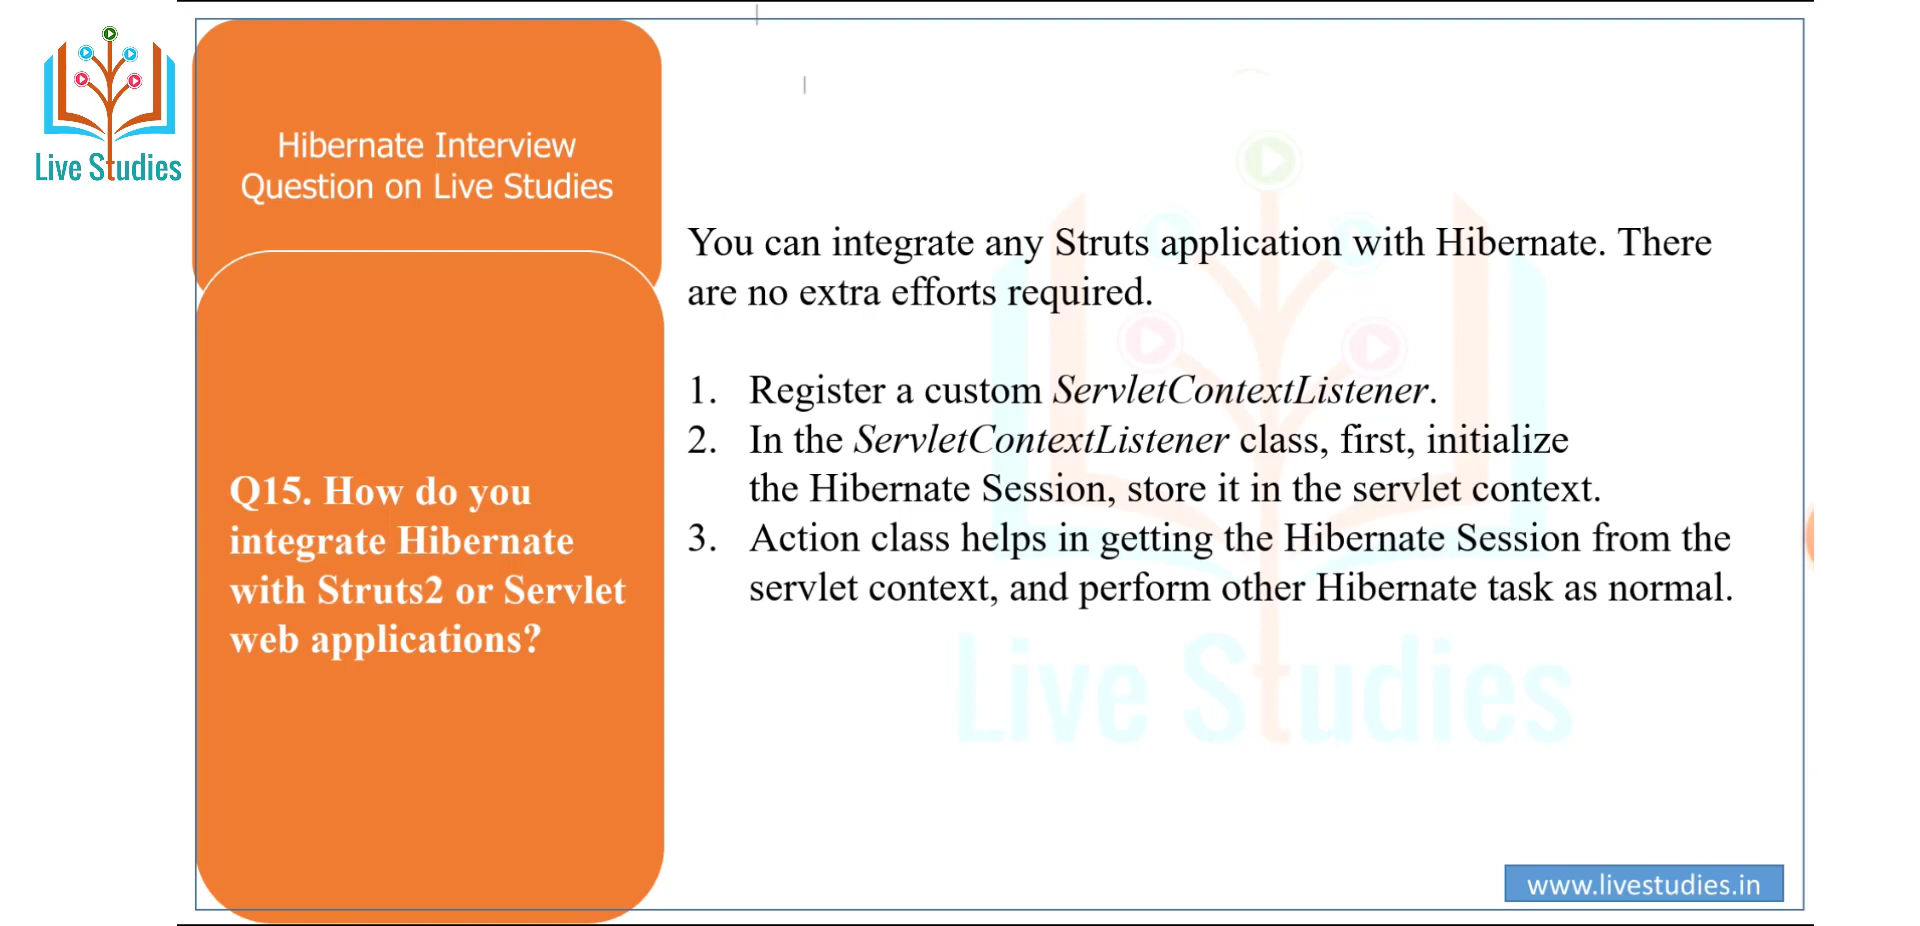 Live Studies
Hibernate Interview
Question on Live Studies
Q15. How do you
integrate Hibernate
with Struts2 or Servlet
web applications?
You can integrate any Struts application with Hibernate. There
are no extra efforts required.
1. Register a custom ServletContextListener.
2. In the ServletContextListener class, first, initialize
the Hibernate Session, store it in the servlet context.
3. Action class helps in getting the Hibernate Session from the
servlet context, and perform other Hibernate task as normal.
Live Studies
www.livestudies.in